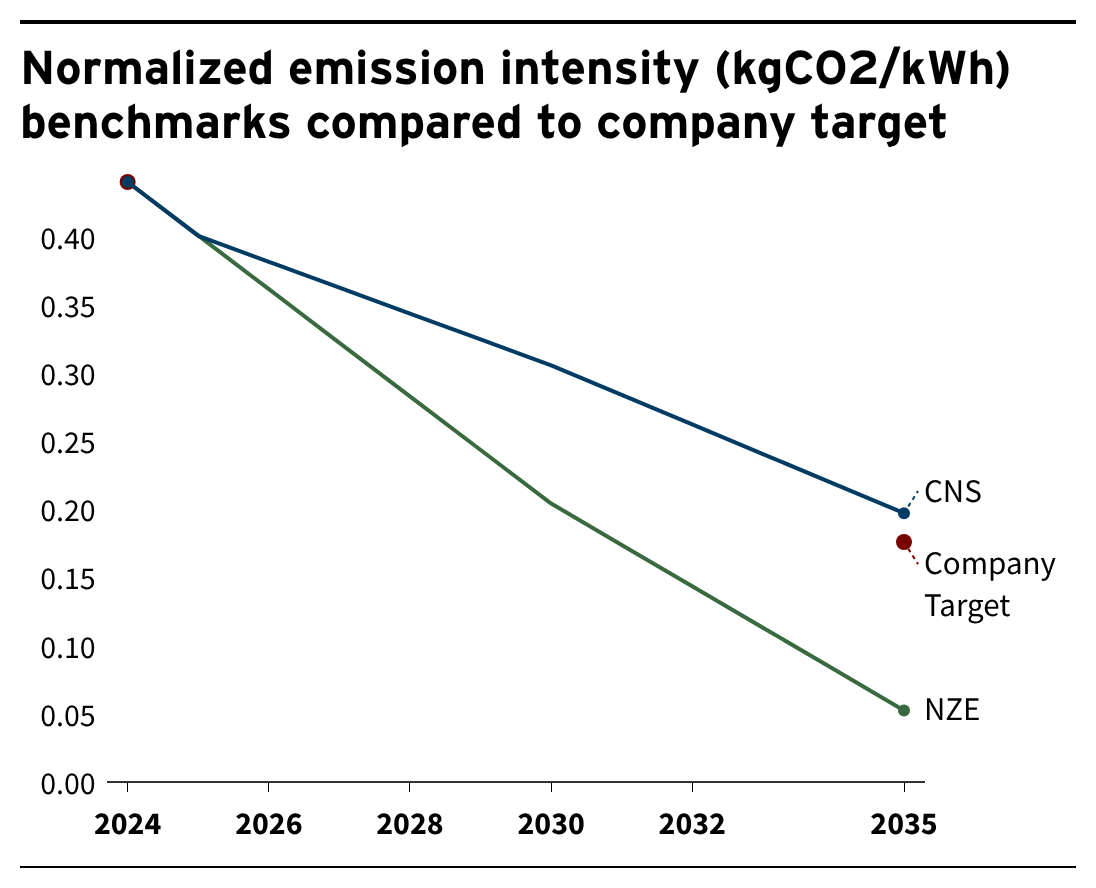 Normalized emission intensity (kgCO2/kWh)
benchmarks compared to company target
0.40
0.35
0.30
0.25
0.20
0.15
0.10
0.05
0.00
CNS
Company
Target
NZE
2024 2026 2028 2030 2032 2035